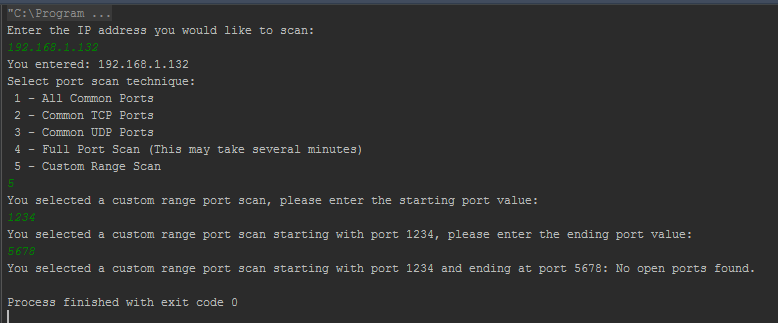 "C:\Program ...
Enter the IP address you would like to scan:
192.168.1.132
You entered: 192.168.1.132
Select port scan technique:
1 - All Common Ports
2 - Common TCP Ports
3 - Common UDP Ports
4 - Full Port Scan (This may take several minutes)
5 - Custom Range Scan
5
You selected a custom range port scan, please enter the starting port value:
1234
You selected a custom range port scan starting with port 1234, please enter the ending port value:
5678
You selected a custom range port scan starting with port 1234 and ending at port 5678: No open ports found.
Process finished with exit code 0